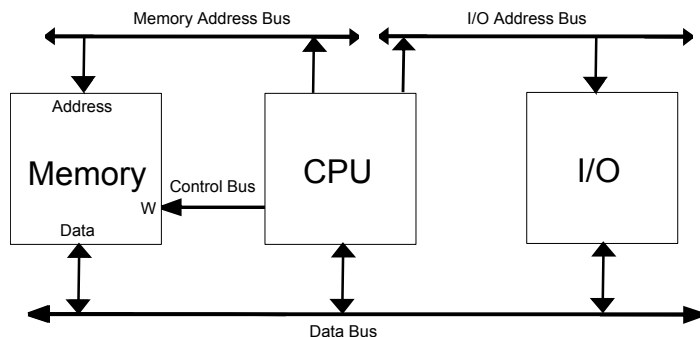 Memory Address Bus
I/O Address Bus
Address
Memory
CPU
I/O
Control Bus
W
Data
Data Bus